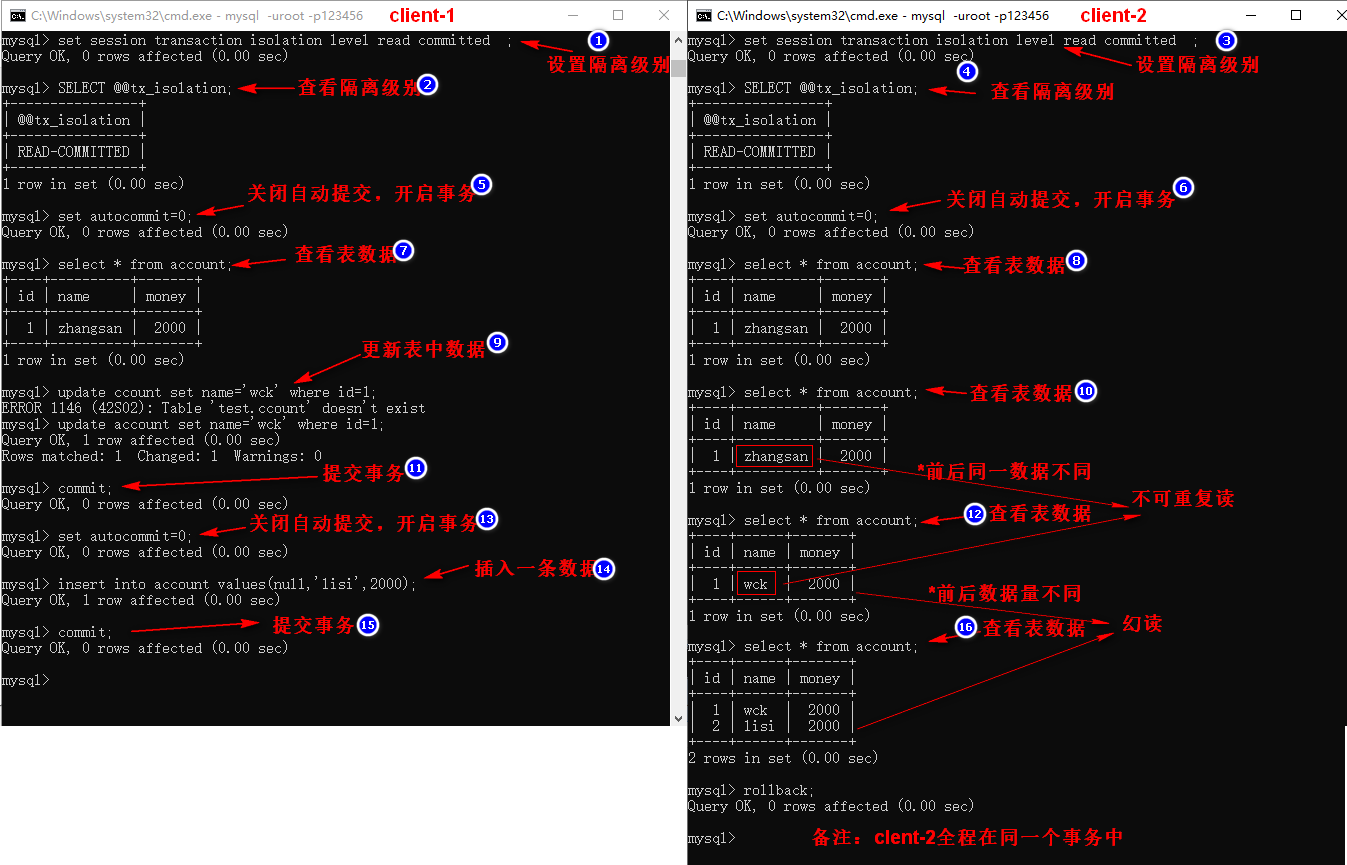 C:\Windows\system32\cmd.exe - mysql  -uroot -p123456
client-1
mysql> set session transaction isolation level read committed  ;
1
Query OK, 0 rows affected (0.00 sec)
设置隔离级别
mysql> SELECT @@tx_isolation;
查看隔离级别
2
+----------------+
| @@tx_isolation |
+----------------+
| READ-COMMITTED |
+----------------+
1 row in set (0.00 sec)
关闭自动提交，开启事务
5
mysql> set autocommit=0;
Query OK, 0 rows affected (0.00 sec)
查看表数据
7
mysql> select * from account;
+----+----------+-------+
| id | name     | money |
+----+----------+-------+
|  1 | zhangsan |  2000 |
+----+----------+-------+
1 row in set (0.00 sec)
更新表中数据
9
mysql> update ccount set name='wck' where id=1;
ERROR 1146 (42S02): Table 'test.ccount' doesn't exist
mysql> update account set name='wck' where id=1;
Query OK, 1 row affected (0.00 sec)
Rows matched: 1  Changed: 1  Warnings: 0
提交事务
11
mysql> commit;
Query OK, 0 rows affected (0.00 sec)
关闭自动提交，开启事务
13
mysql> set autocommit=0;
Query OK, 0 rows affected (0.00 sec)
插入一条数据
14
mysql> insert into account values(null,'lisi',2000);
Query OK, 1 row affected (0.00 sec)
mysql> commit;
提交事务
15
Query OK, 0 rows affected (0.00 sec)
mysql>
C:\Windows\system32\cmd.exe - mysql  -uroot -p123456
client-2
mysql> set session transaction isolation level read committed  ;
3
Query OK, 0 rows affected (0.00 sec)
设置隔离级别
4
mysql> SELECT @@tx_isolation;
查看隔离级别
+----------------+
| @@tx_isolation |
+----------------+
| READ-COMMITTED |
+----------------+
1 row in set (0.00 sec)
关闭自动提交，开启事务
6
mysql> set autocommit=0;
Query OK, 0 rows affected (0.00 sec)
mysql> select * from account;
查看表数据
8
+----+----------+-------+
| id | name     | money |
+----+----------+-------+
|  1 | zhangsan |  2000 |
+----+----------+-------+
1 row in set (0.00 sec)
mysql> select * from account;
查看表数据
10
+----+----------+-------+
| id | name     | money |
+----+----------+-------+
|  1 | zhangsan |  2000 |
+----+----------+-------+
*前后同一数据不同
1 row in set (0.00 sec)
不可重复读
mysql> select * from account;
12
查看表数据
+----+------+-------+
| id | name | money |
+----+------+-------+
|  1 | wck  |  2000 |
+----+------+-------+
*前后数据量不同
1 row in set (0.00 sec)
幻读
16
查看表数据
mysql> select * from account;
+----+------+-------+
| id | name | money |
+----+------+-------+
|  1 | wck  |  2000 |
|  2 | lisi |  2000 |
+----+------+-------+
2 rows in set (0.00 sec)
mysql> rollback;
Query OK, 0 rows affected (0.00 sec)
mysql>
备注：clent-2全程在同一个事务中